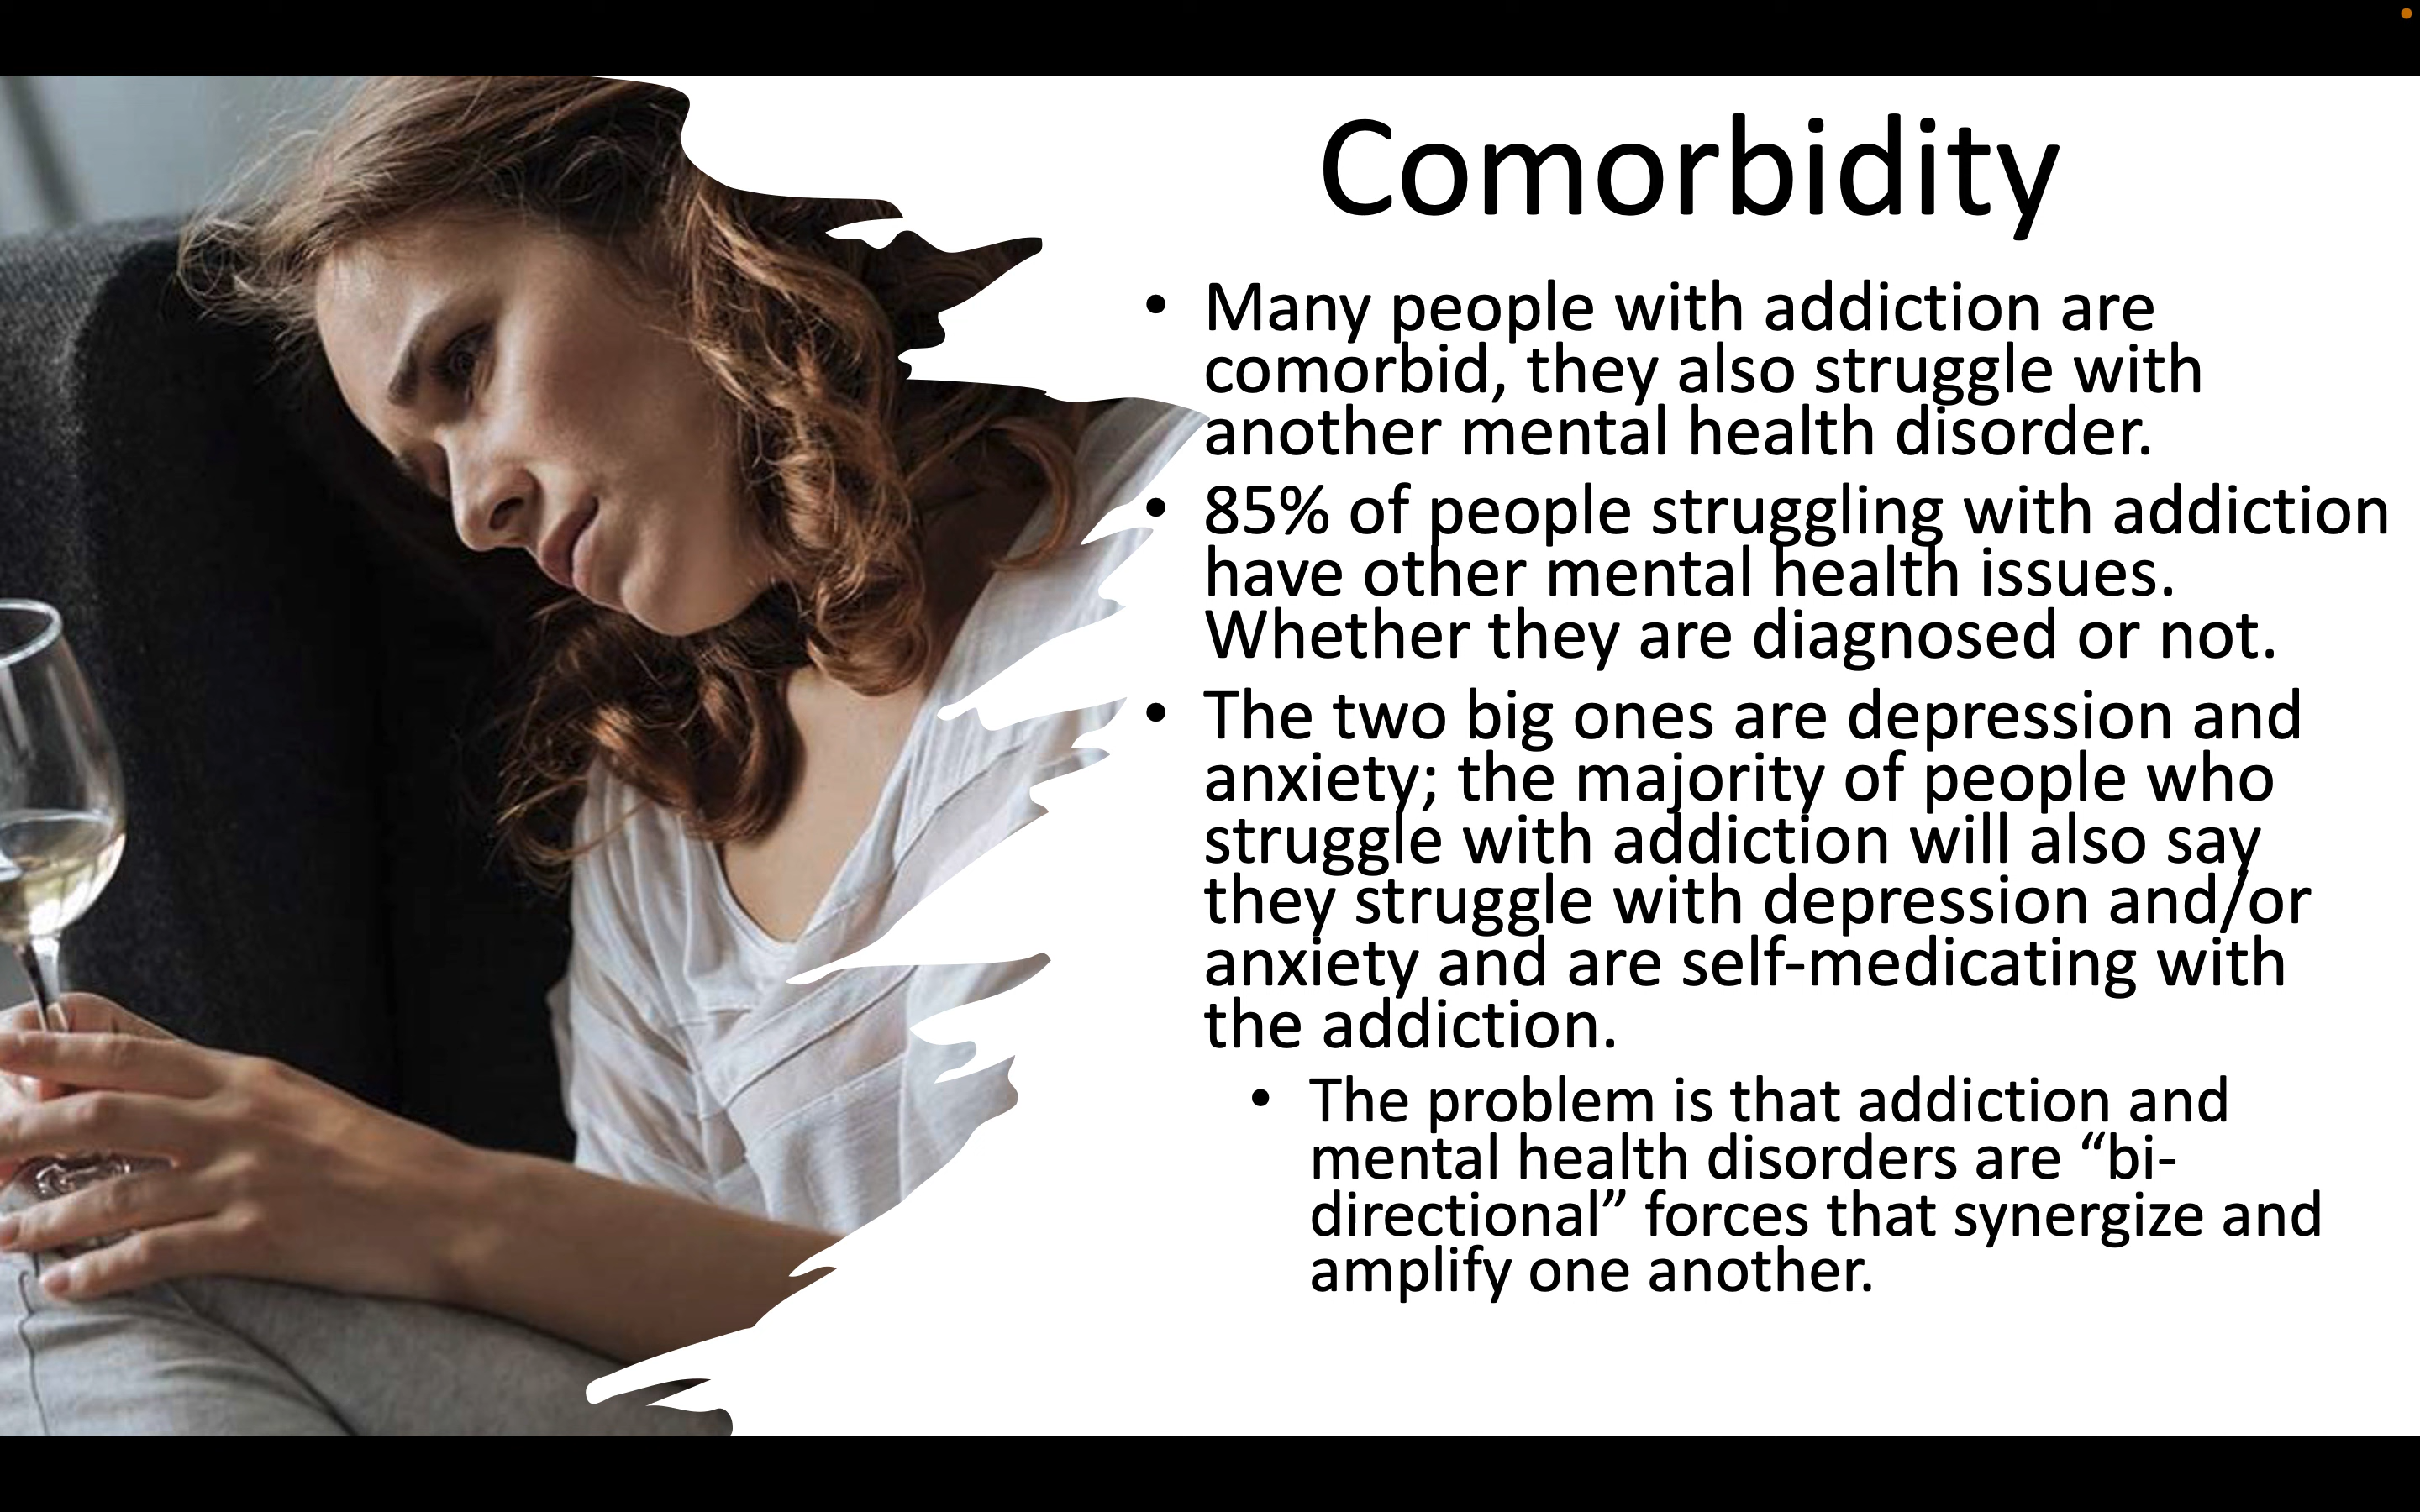 Comorbidity
• Many people with addiction are
comorbid, they also struggle with
another mental health disorder.
• 85% of people struggling with addiction
have other mental health issues.
Whether they are diagnosed or not.
• The two big ones are depression and
anxiety; the majority of people who
struggle with addiction will also say
they struggle with depression and/or
anxiety and are self-medicating with
the addiction.
• The problem is that addiction and
mental health disorders are “bi-
directional” forces that synergize and
amplify one another.